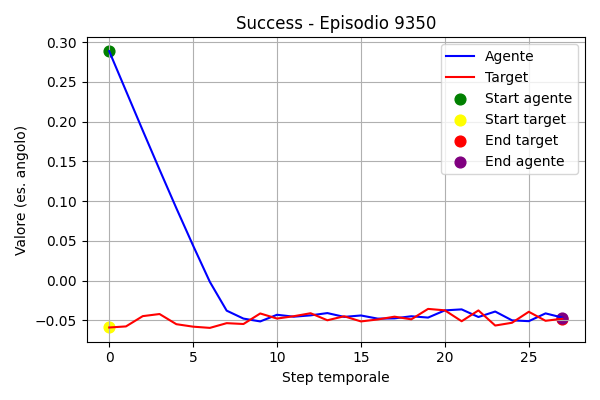 Success - Episodio 9350
Valore (es. angolo)
0.30
0.25
0.20
0.15
0.10
0.05
0.00
−0.05
Agente
Target
Start agente
Start target
End target
End agente
0 5 10 15 20 25
Step temporale